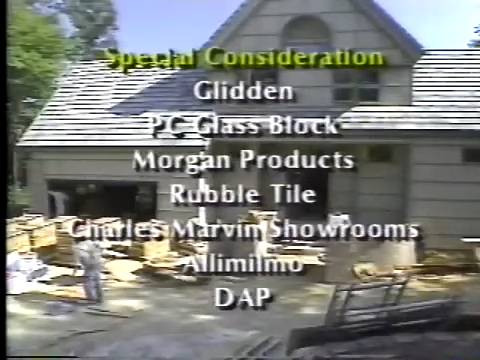 Special Consideration
Glidden
PC Glass Block
Morgan Products
Rubble Tile
Charles Marvin Showrooms
Allimilmo
DAP